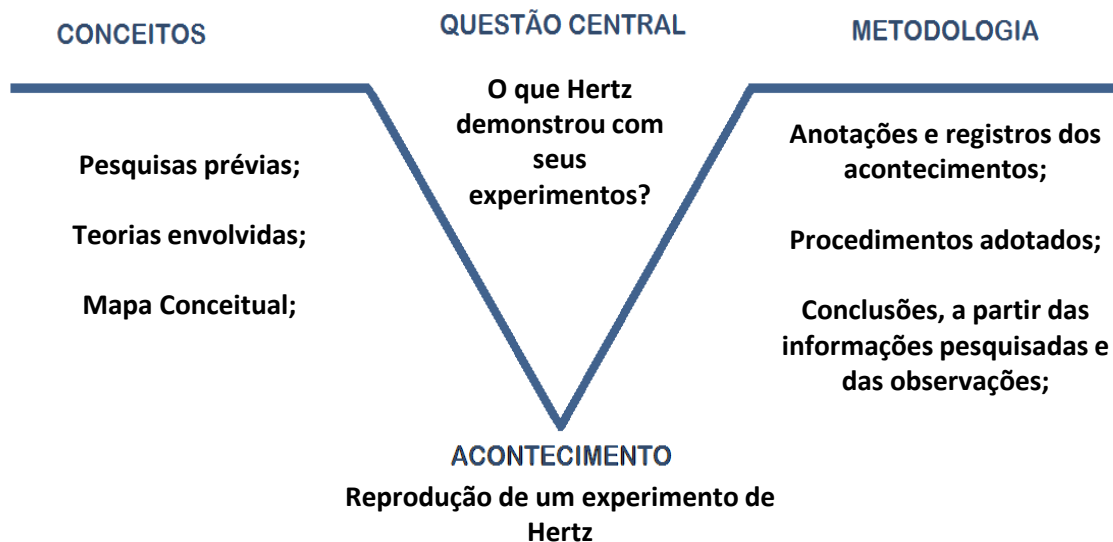 CONCEITOS
QUESTÃO CENTRAL
METODOLOGIA
Pesquisas prévias;
Teorias envolvidas;
Mapa Conceitual;
O que Hertz
demonstrou com
seus
experimentos?
Anotações e registros dos
acontecimentos;
Procedimentos adotados;
Conclusões, a partir das
informações pesquisadas e
das observações;
ACONTECIMENTO
Reprodução de um experimento de
Hertz